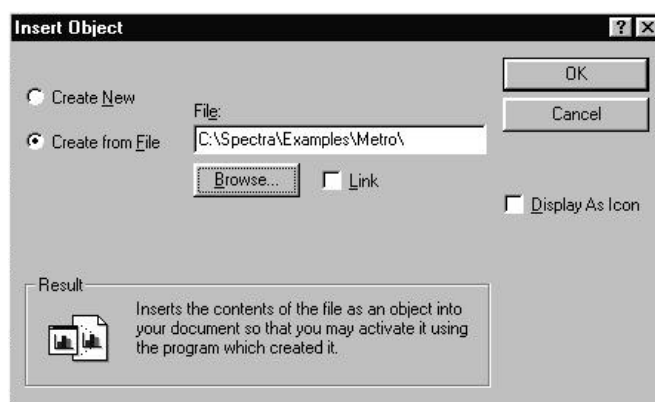 Insert Object
Create New
Create from File
File:
C:\Spectra\Examples\Metro\
Browse...
Link
OK
Cancel
Display As Icon
Result
Inserts the contents of the file as an object into
your document so that you may activate it using
the program which created it.